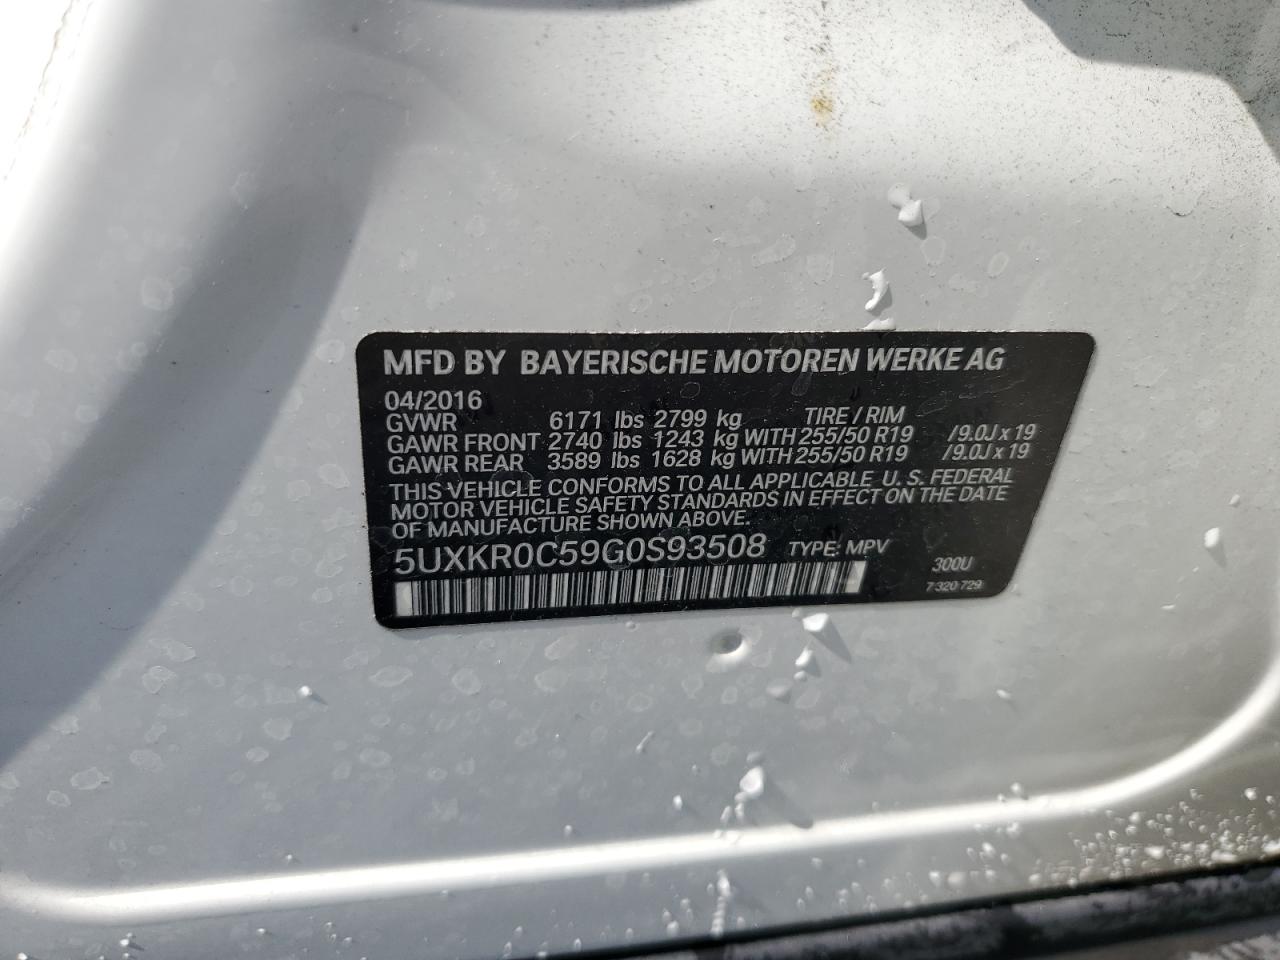 MFD BY BAYERISCHE MOTOREN WERKE AG
04/2016
GVWR 6171 lbs 2799 kg TIRE / RIM
GAWR FRONT 2740 lbs 1243 kg WITH 255/50 R19 /9.0J x 19
GAWR REAR 3589 lbs 1628 kg WITH 255/50 R19 /9.0J x 19
THIS VEHICLE CONFORMS TO ALL APPLICABLE U. S. FEDERAL
MOTOR VEHICLE SAFETY STANDARDS IN EFFECT ON THE DATE
OF MANUFACTURE SHOWN ABOVE.
5UXKR0C59G0S93508 TYPE: MPV 300U
7 320 729